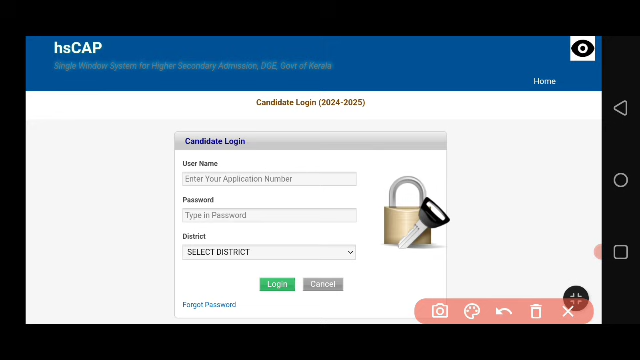 hsCAP
Single Window System for Higher Secondary Admission, DGE, Govt of Kerala
Home
Candidate Login (2024-2025)
Candidate Login
User Name
Enter Your Application Number
Password
Type in Password
District
SELECT DISTRICT
Login Cancel
Forgot Password